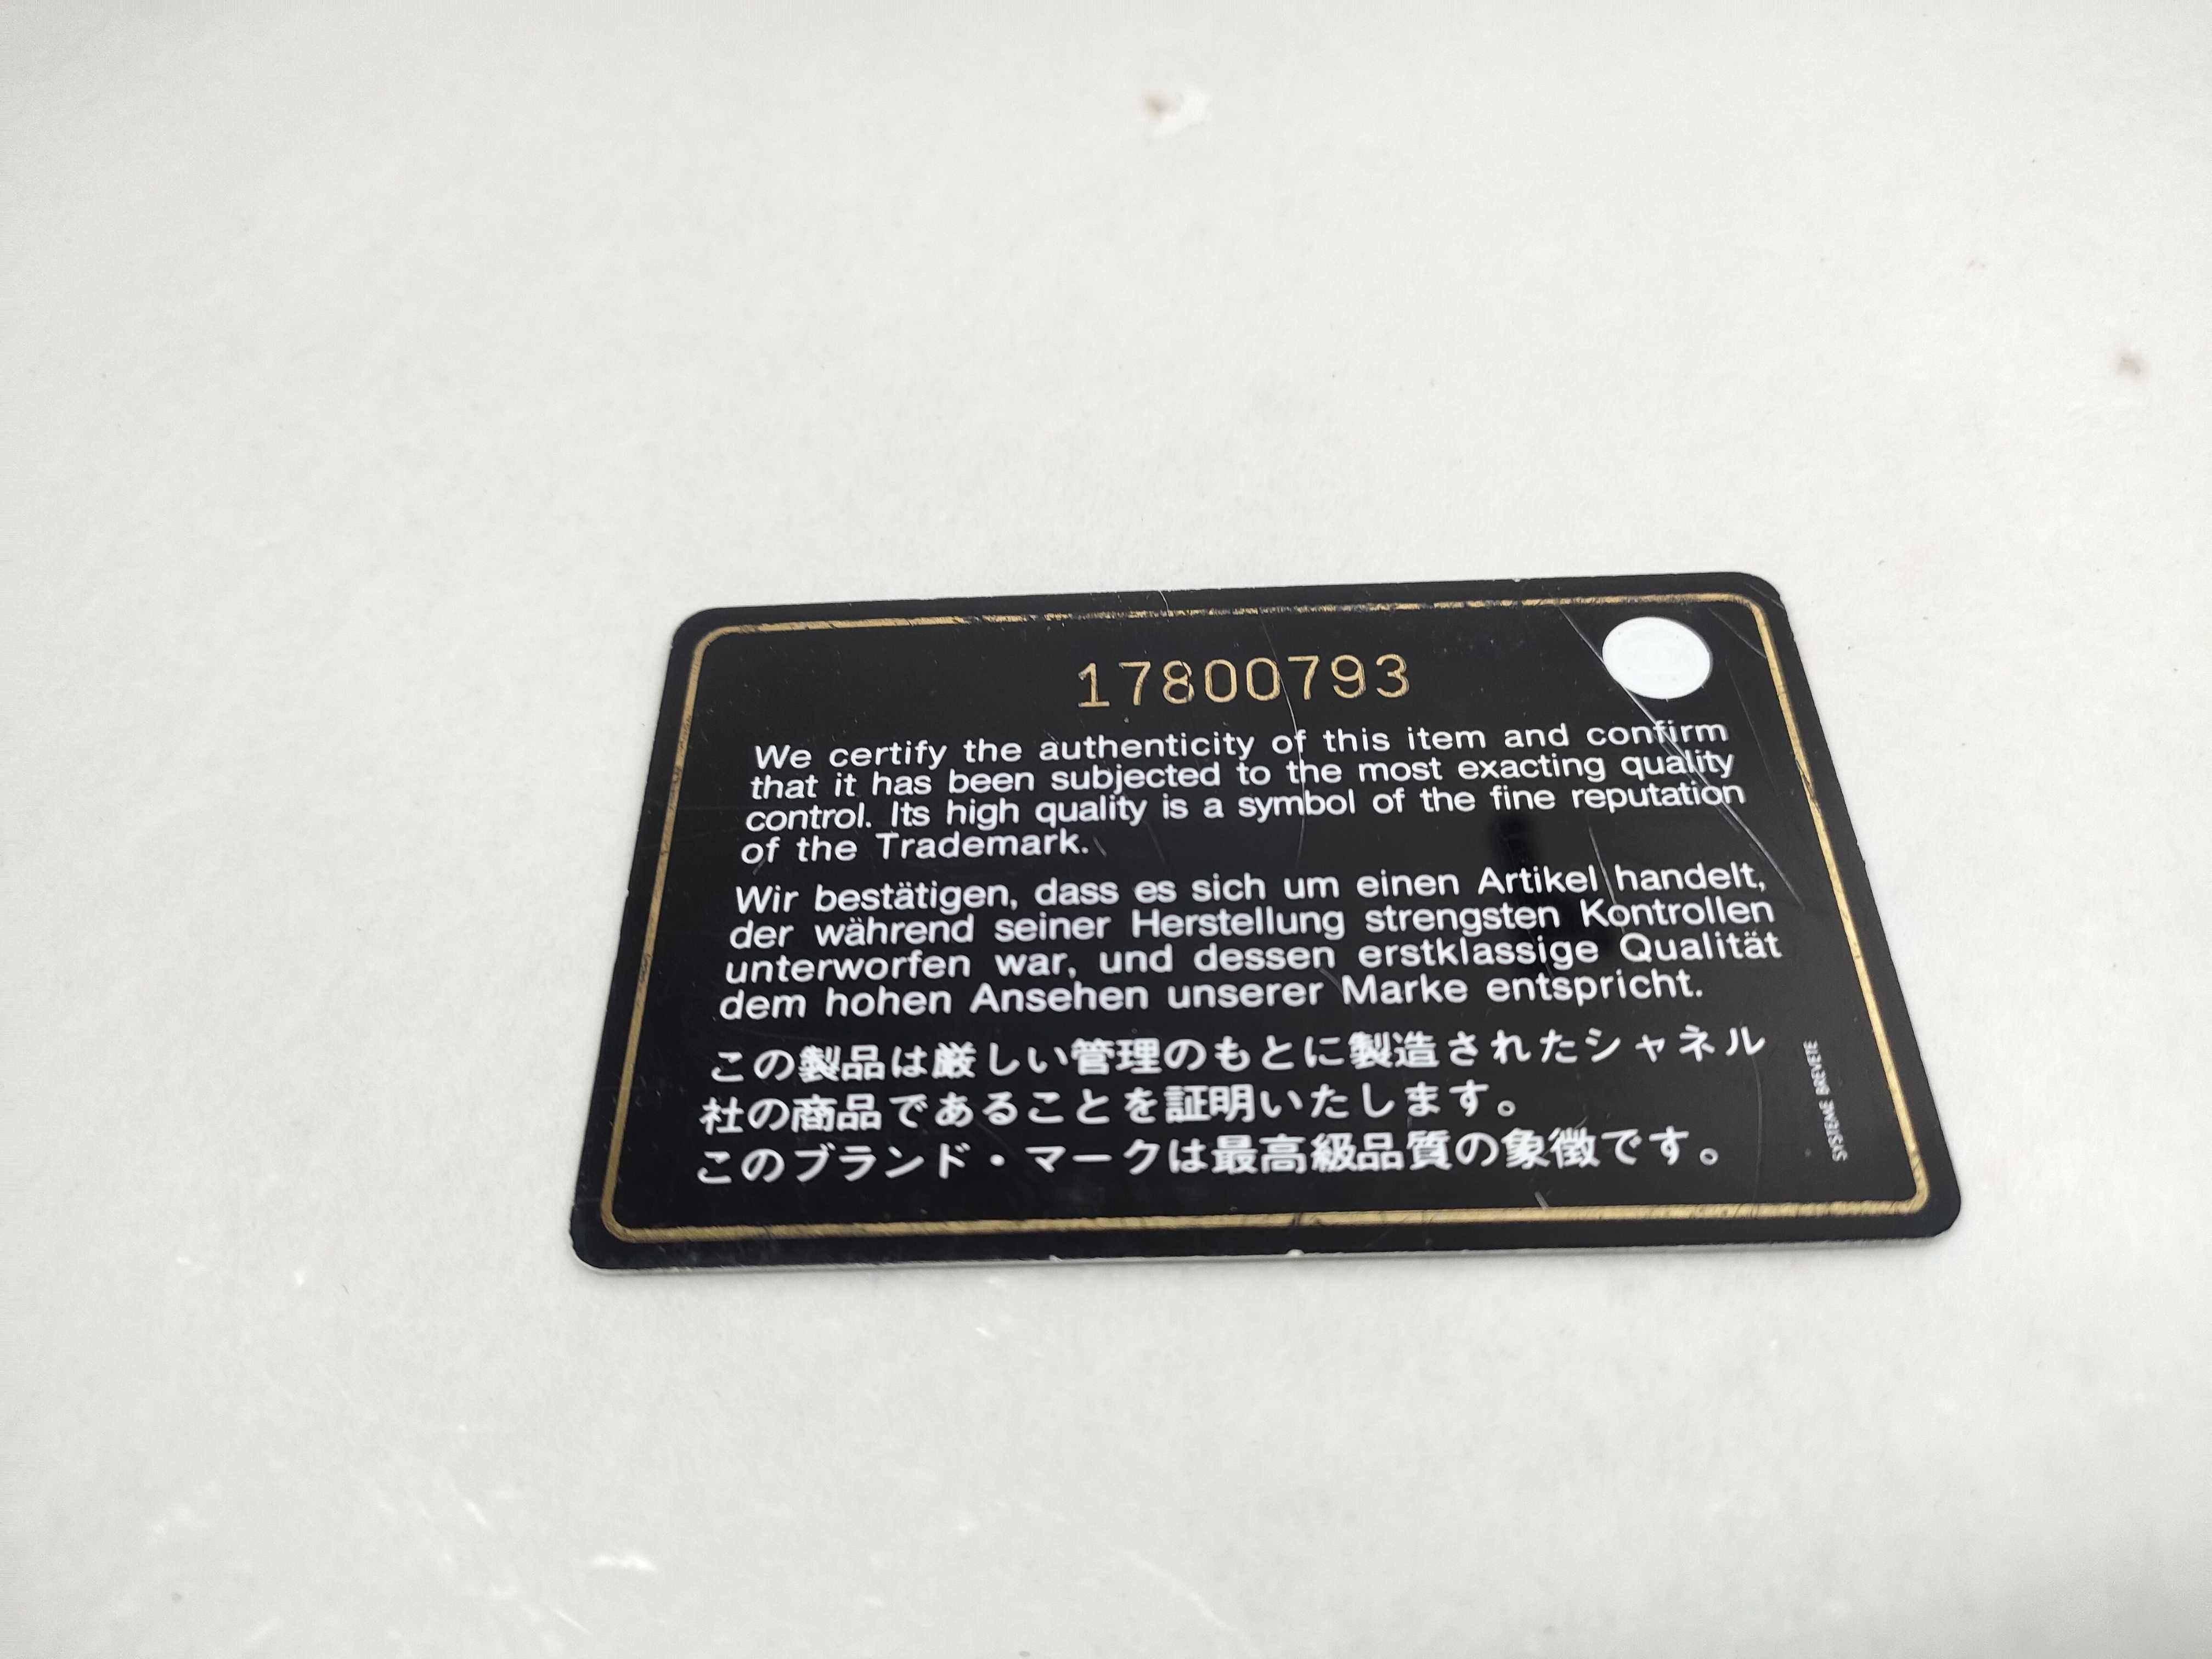 17800793
We certify the authenticity of this item and confirm
that it has been subjected to the most exacting quality
control. Its high quality is a symbol of the fine reputation
of the Trademark.
Wir bestätigen, dass es sich um einen Artikel handelt,
der während seiner Herstellung strengsten Kontrollen
unterworfen war, und dessen erstklassige Qualität
dem hohen Ansehen unserer Marke entspricht.
この製品は厳しい管理のもとに製造されたシャネル
社の商品であることを証明いたします。
このブランド・マークは最高級品質の象徴です。
SYSTEME BREVETE